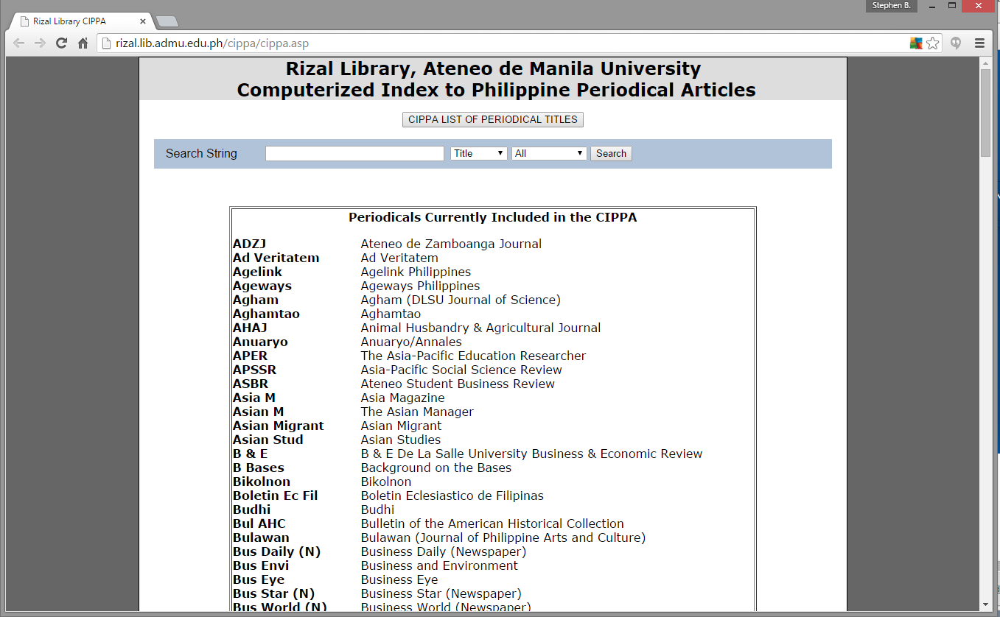 Stephen B.
Rizal Library CIPPA
rizal.lib.admu.edu.ph/cippa/cippa.asp
Rizal Library, Ateneo de Manila University
Computerized Index to Philippine Periodical Articles
CIPPA LIST OF PERIODICAL TITLES
Search String Title All Search
Periodicals Currently Included in the CIPPA
ADZJ Ateneo de Zamboanga Journal
Ad Veritatem Ad Veritatem
Agelink Agelink Philippines
Ageways Ageways Philippines
Agham Agham (DLSU Journal of Science)
Aghamtao Aghamtao
AHAJ Animal Husbandry & Agricultural Journal
Anuaryo Anuaryo/Annales
APER The Asia-Pacific Education Researcher
APSSR Asia-Pacific Social Science Review
ASBR Ateneo Student Business Review
Asia M Asia Magazine
Asian M The Asian Manager
Asian Migrant Asian Migrant
Asian Stud Asian Studies
B & E B & E De La Salle University Business & Economic Review
B Bases Background on the Bases
Bikolnon Bikolnon
Boletin Ec Fil Boletin Eclesiastico de Filipinas
Budhi Budhi
Bul AHC Bulletin of the American Historical Collection
Bulawan Bulawan (Journal of Philippine Arts and Culture)
Bus Daily (N) Business Daily (Newspaper)
Bus Envi Business and Environment
Bus Eye Business Eye
Bus Star (N) Business Star (Newspaper)
Bus World (N) Business World (Newspaper)